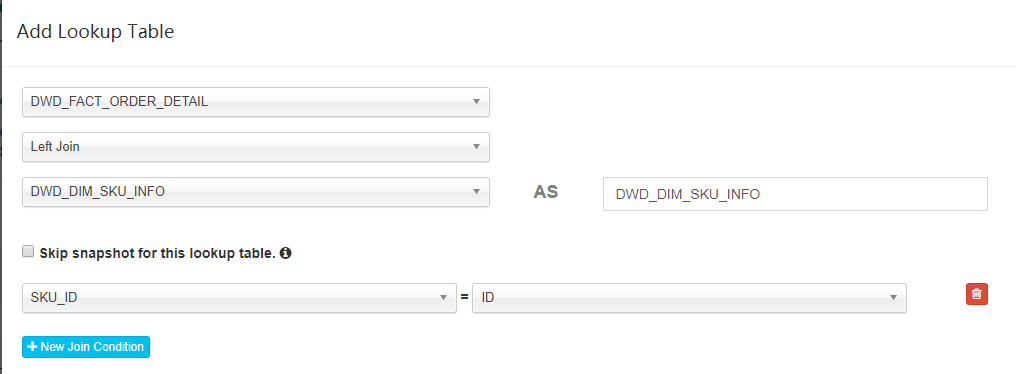 Add Lookup Table
DWD_FACT_ORDER_DETAIL
Left Join
DWD_DIM_SKU_INFO AS DWD_DIM_SKU_INFO
Skip snapshot for this lookup table.
SKU_ID = ID
New Join Condition